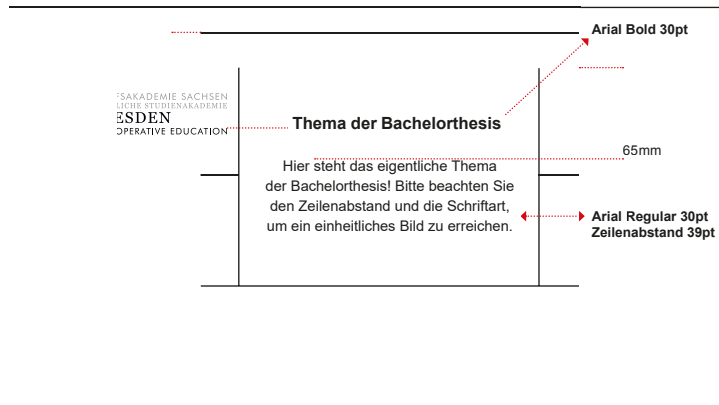 Arial Bold 30pt
FSAKADEMIE SACHSEN
LICHE STUDIENAKADEMIE
ESDEN
OPERATIVE EDUCATION
Thema der Bachelorthesis
65mm
Hier steht das eigentliche Thema
der Bachelorthesis! Bitte beachten Sie
den Zeilenabstand und die Schriftart,
um ein einheitliches Bild zu erreichen.
Arial Regular 30pt
Zeilenabstand 39pt